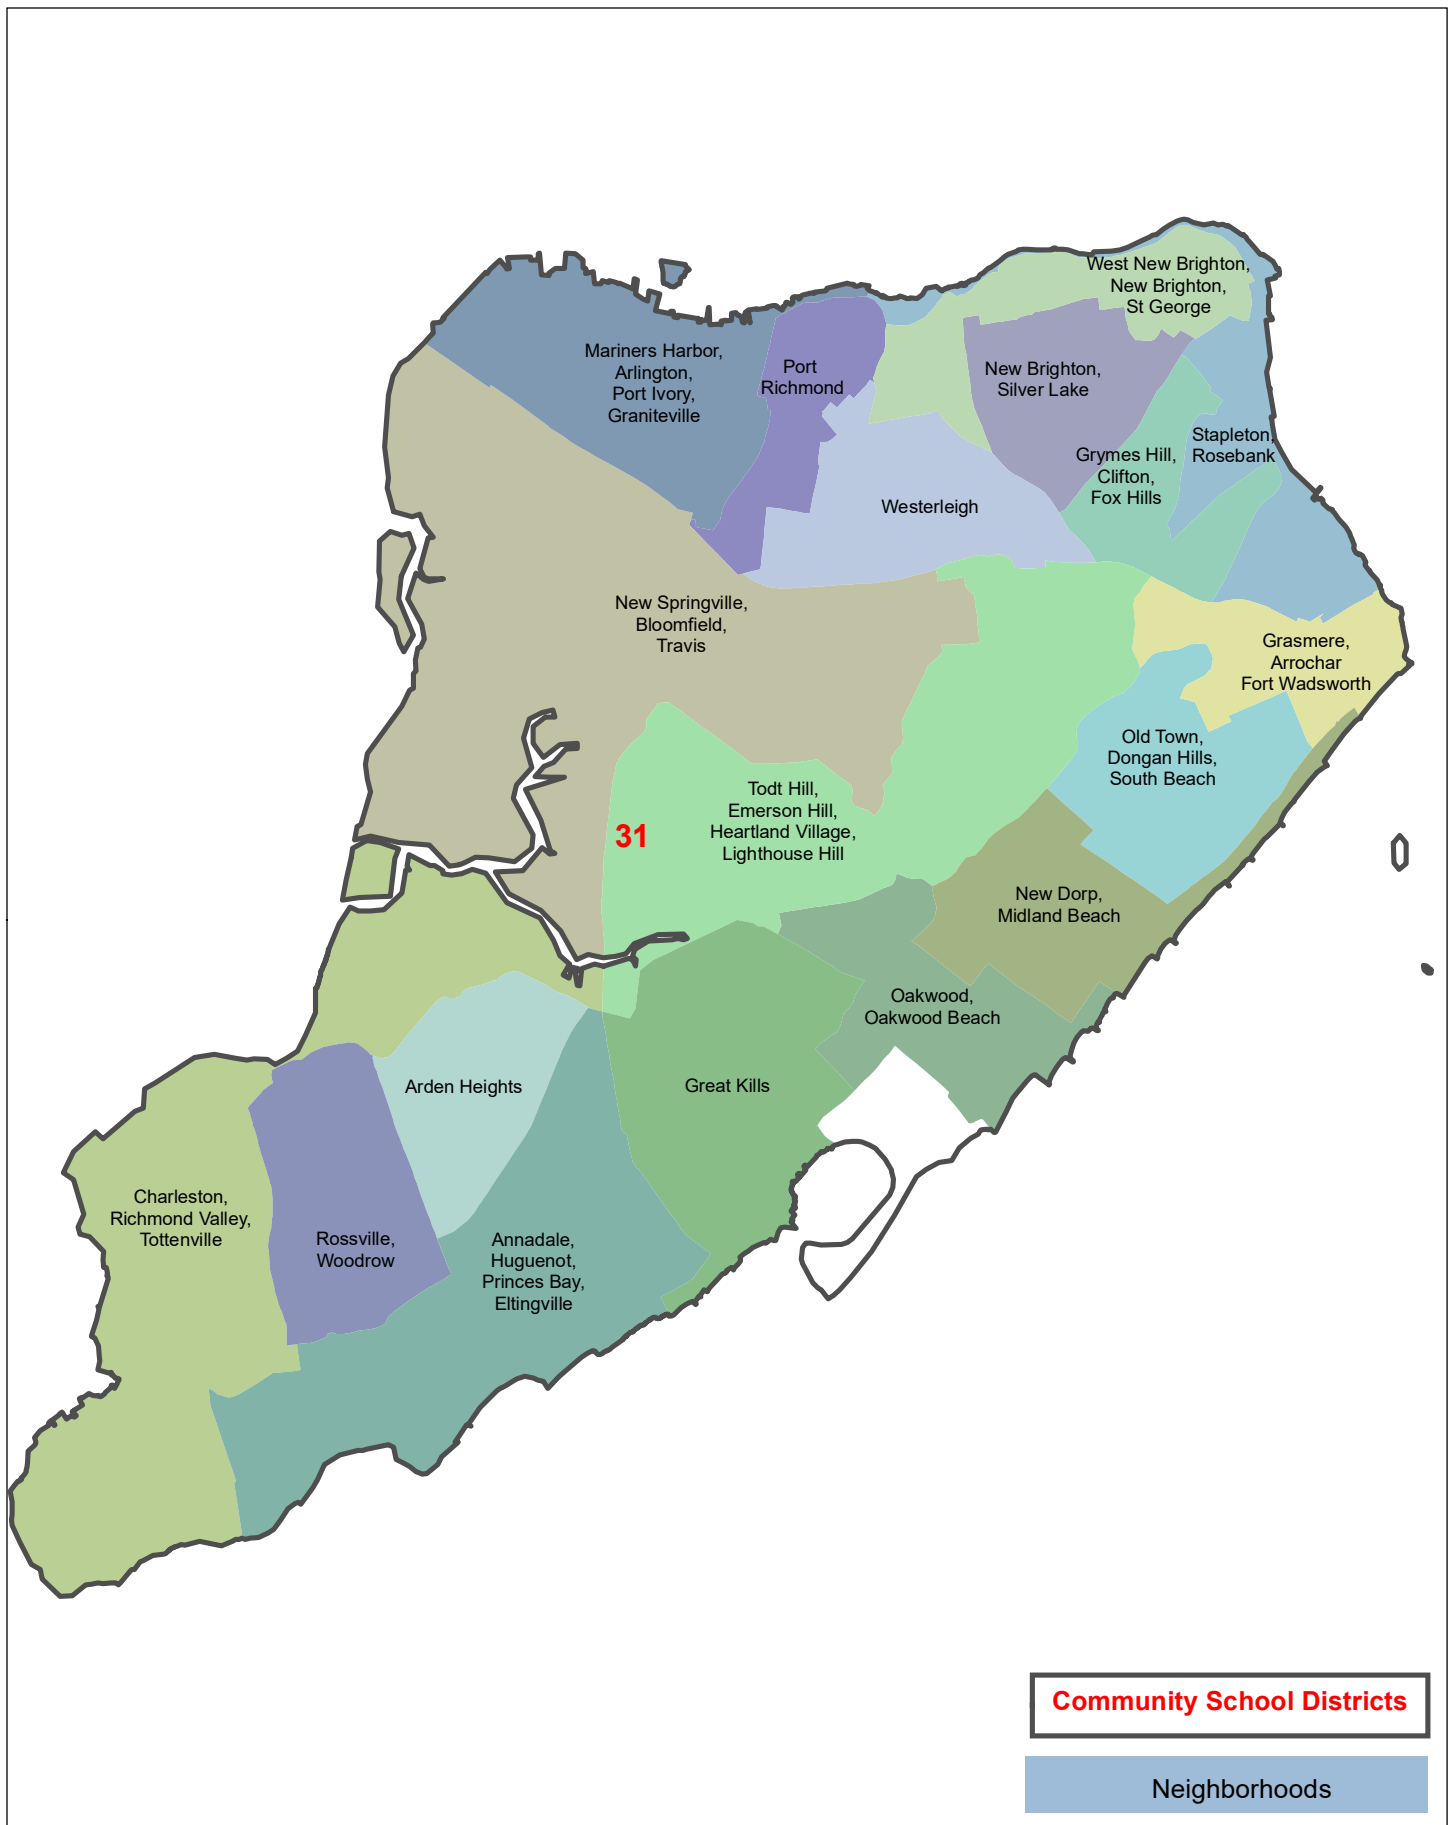 West New Brighton,
New Brighton,
St George
Mariners Harbor,
Arlington,
Port Ivory,
Graniteville
Port
Richmond
New Brighton,
Silver Lake
Stapleton,
Rosebank
Grymes Hill,
Clifton,
Fox Hills
Westerleigh
New Springville,
Bloomfield,
Travis
Grasmere,
Arrochar
Fort Wadsworth
Old Town,
Dongan Hills,
South Beach
Todt Hill,
Emerson Hill,
Heartland Village,
Lighthouse Hill
31
New Dorp,
Midland Beach
Oakwood,
Oakwood Beach
Arden Heights
Great Kills
Charleston,
Richmond Valley,
Tottenville
Rossville,
Woodrow
Annadale,
Huguenot,
Princes Bay,
Eltingville
Community School Districts
Neighborhoods